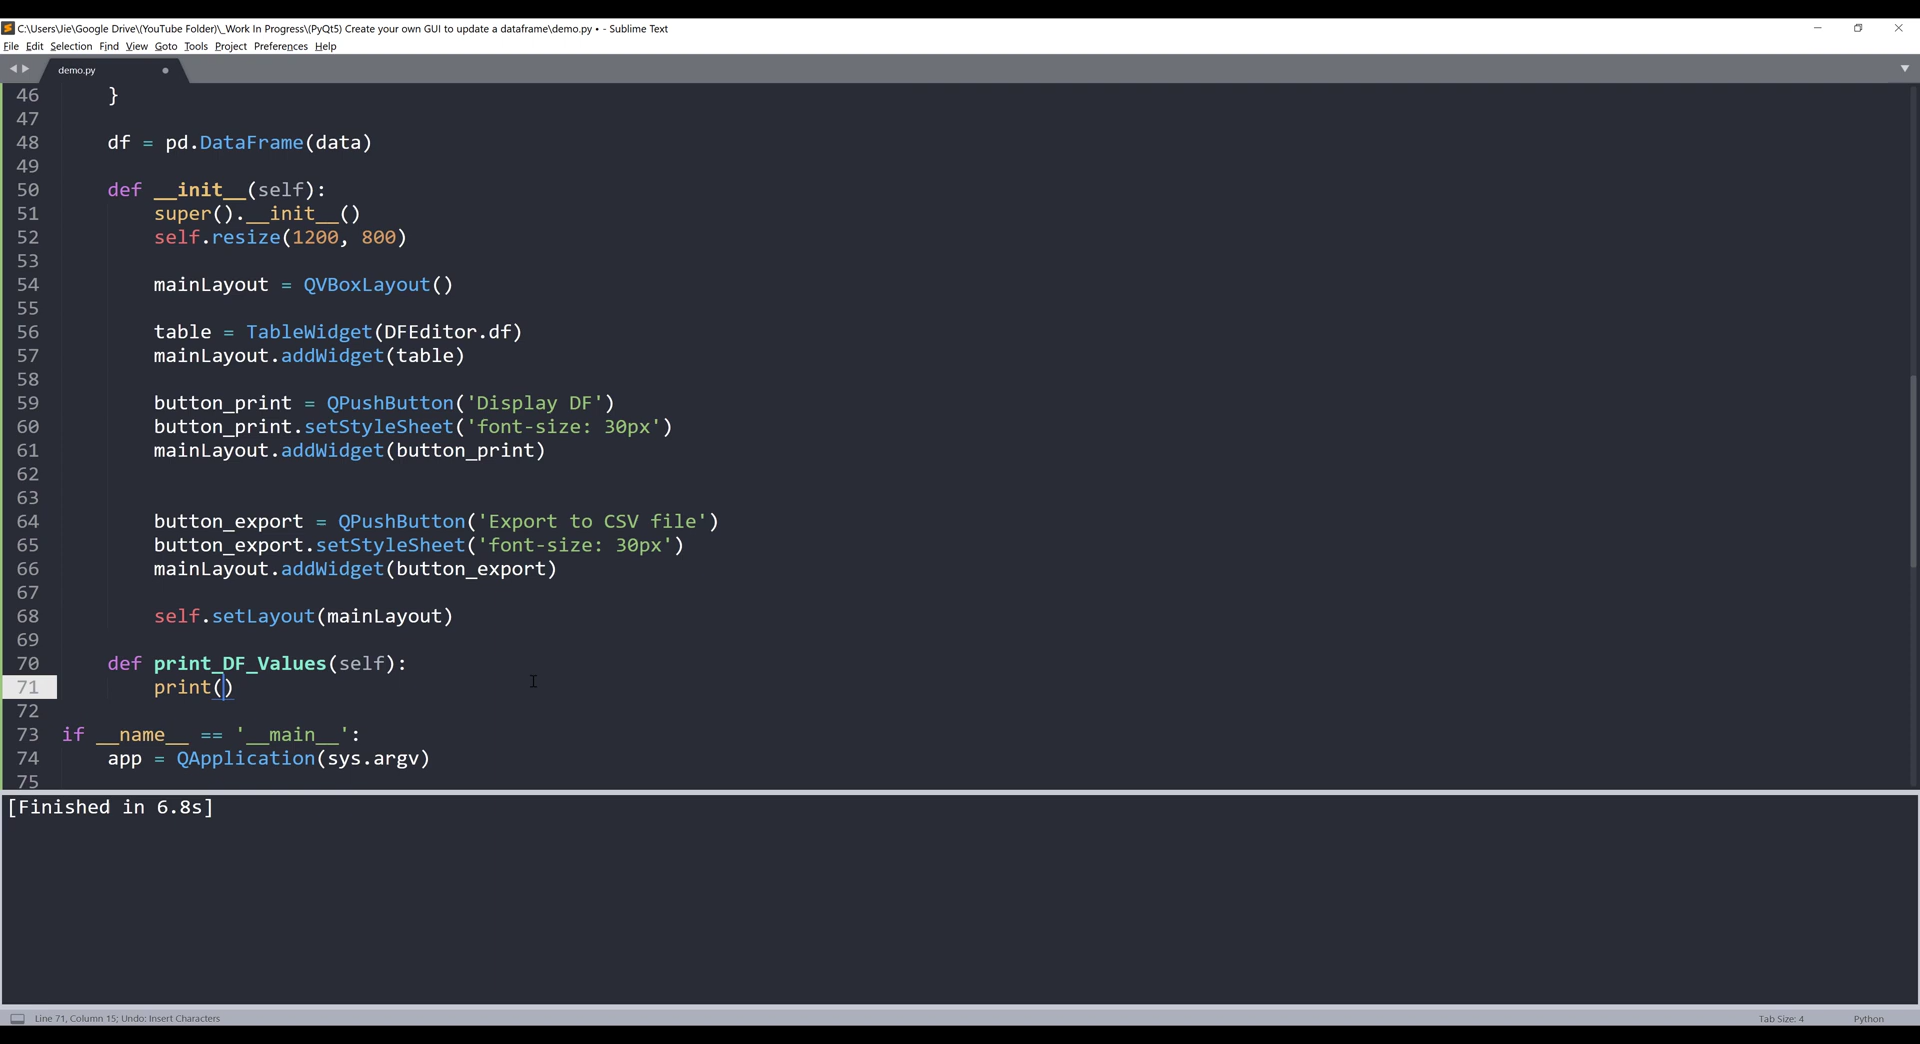 C:\Users\Jie\Google Drive\(YouTube Folder)\_Work In Progress\(PyQt5) Create your own GUI to update a dataframe\demo.py • - Sublime Text
File Edit Selection Find View Goto Tools Project Preferences Help
demo.py
46     }
47
48     df = pd.DataFrame(data)
49
50     def __init__(self):
51         super().__init__()
52         self.resize(1200, 800)
53
54         mainLayout = QVBoxLayout()
55
56         table = TableWidget(DFEditor.df)
57         mainLayout.addWidget(table)
58
59         button_print = QPushButton('Display DF')
60         button_print.setStyleSheet('font-size: 30px')
61         mainLayout.addWidget(button_print)
62
63
64         button_export = QPushButton('Export to CSV file')
65         button_export.setStyleSheet('font-size: 30px')
66         mainLayout.addWidget(button_export)
67
68         self.setLayout(mainLayout)
69
70     def print_DF_Values(self):
71         print()
72
73 if __name__ == '__main__':
74     app = QApplication(sys.argv)
75
[Finished in 6.8s]
Line 71, Column 15; Undo: Insert Characters
Tab Size: 4
Python